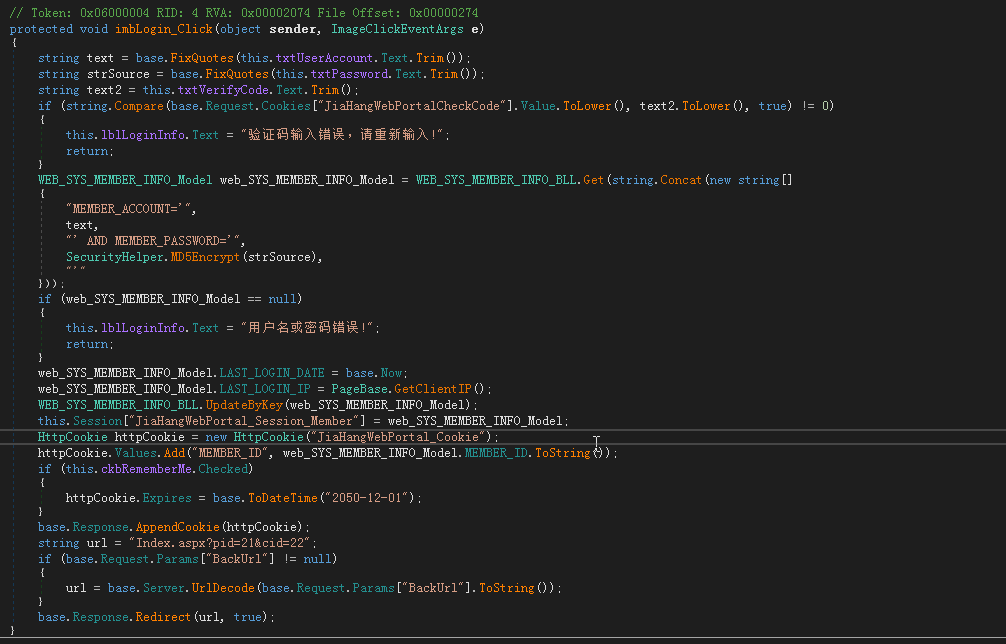 // Token: 0x06000004 RID: 4 RVA: 0x00002074 File Offset: 0x00000274
protected void imbLogin_Click(object sender, ImageClickEventArgs e)
{
    string text = base.FixQuotes(this.txtUserAccount.Text.Trim());
    string strSource = base.FixQuotes(this.txtPassword.Text.Trim());
    string text2 = this.txtVerifyCode.Text.Trim();
    if (string.Compare(base.Request.Cookies["JiaHangWebPortalCheckCode"].Value.ToLower(), text2.ToLower(), true) != 0)
    {
        this.lblLoginInfo.Text = "验证码输入错误，请重新输入!";
        return;
    }
    WEB_SYS_MEMBER_INFO_Model web_SYS_MEMBER_INFO_Model = WEB_SYS_MEMBER_INFO_BLL.Get(string.Concat(new string[]
    {
        "MEMBER_ACCOUNT='",
        text,
        "' AND MEMBER_PASSWORD='",
        SecurityHelper.MD5Encrypt(strSource),
        "'"
    }));
    if (web_SYS_MEMBER_INFO_Model == null)
    {
        this.lblLoginInfo.Text = "用户名或密码错误!";
        return;
    }
    web_SYS_MEMBER_INFO_Model.LAST_LOGIN_DATE = base.Now;
    web_SYS_MEMBER_INFO_Model.LAST_LOGIN_IP = PageBase.GetClientIP();
    WEB_SYS_MEMBER_INFO_BLL.UpdateByKey(web_SYS_MEMBER_INFO_Model);
    this.Session["JiaHangWebPortal_Session_Member"] = web_SYS_MEMBER_INFO_Model;
    HttpCookie httpCookie = new HttpCookie("JiaHangWebPortal_Cookie");
    httpCookie.Values.Add("MEMBER_ID", web_SYS_MEMBER_INFO_Model.MEMBER_ID.ToString());
    if (this.ckbRememberMe.Checked)
    {
        httpCookie.Expires = base.ToDateTime("2050-12-01");
    }
    base.Response.AppendCookie(httpCookie);
    string url = "Index.aspx?pid=21&cid=22";
    if (base.Request.Params["BackUrl"] != null)
    {
        url = base.Server.UrlDecode(base.Request.Params["BackUrl"].ToString());
    }
    base.Response.Redirect(url, true);
}